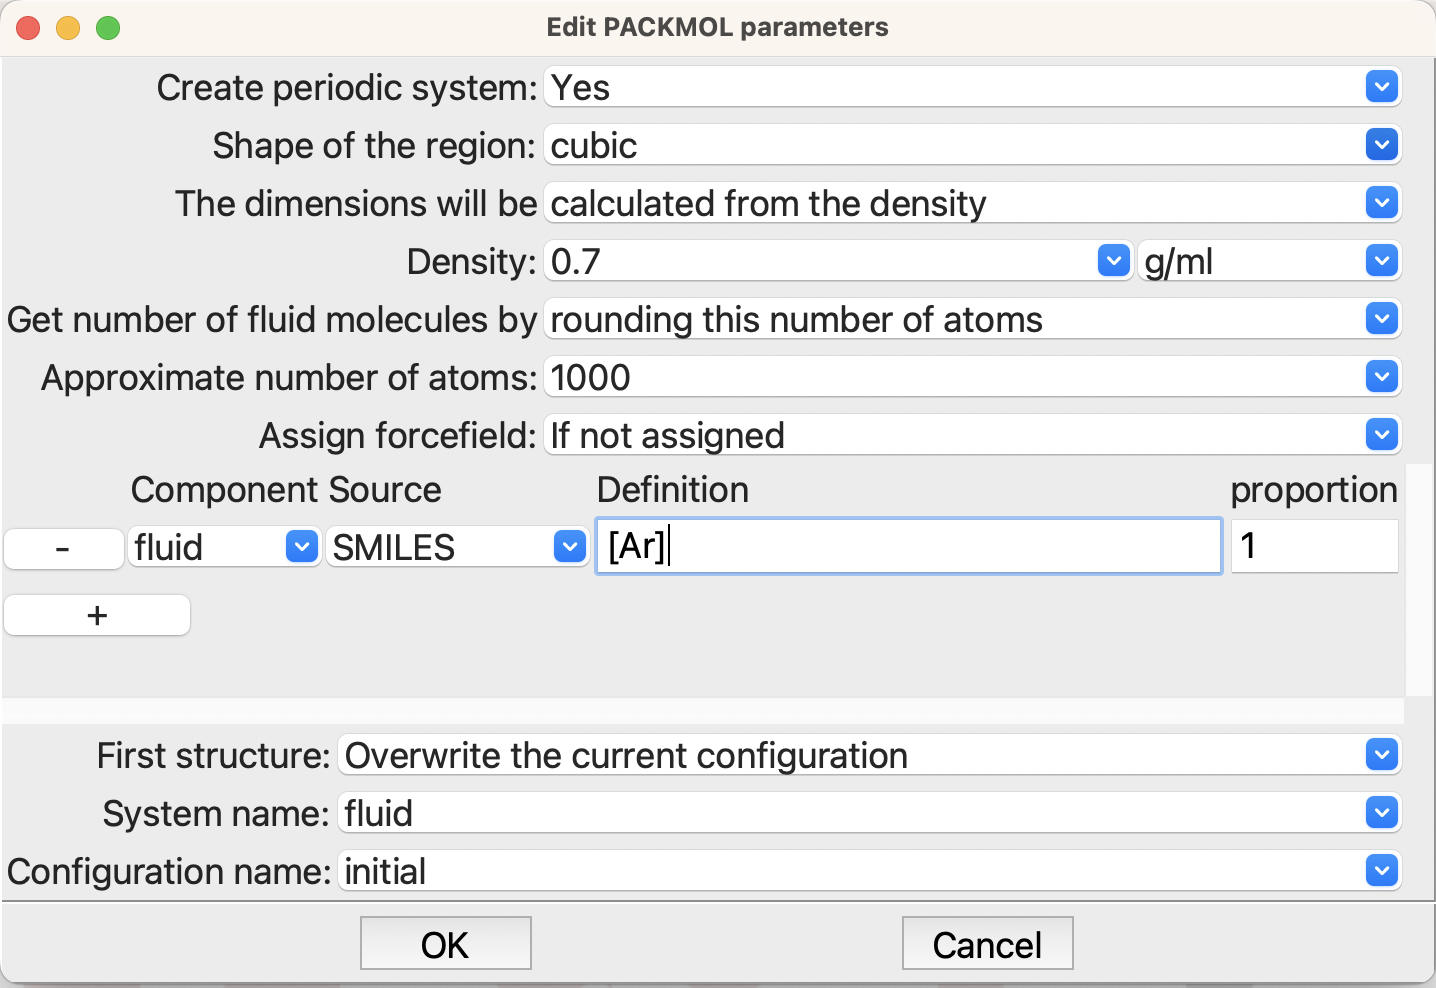 Edit PACKMOL parameters
Create periodic system: Yes
Shape of the region: cubic
The dimensions will be calculated from the density
Density: 0.7 g/ml
Get number of fluid molecules by rounding this number of atoms
Approximate number of atoms: 1000
Assign forcefield: If not assigned
Component Source Definition proportion
- fluid SMILES [Ar] 1
+
First structure: Overwrite the current configuration
System name: fluid
Configuration name: initial
OK Cancel